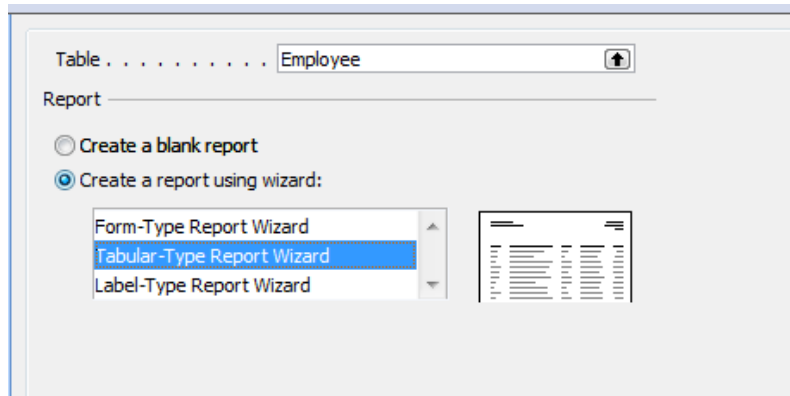 Table . . . . . . . . . . Employee
Report
Create a blank report
Create a report using wizard:
Form-Type Report Wizard
Tabular-Type Report Wizard
Label-Type Report Wizard